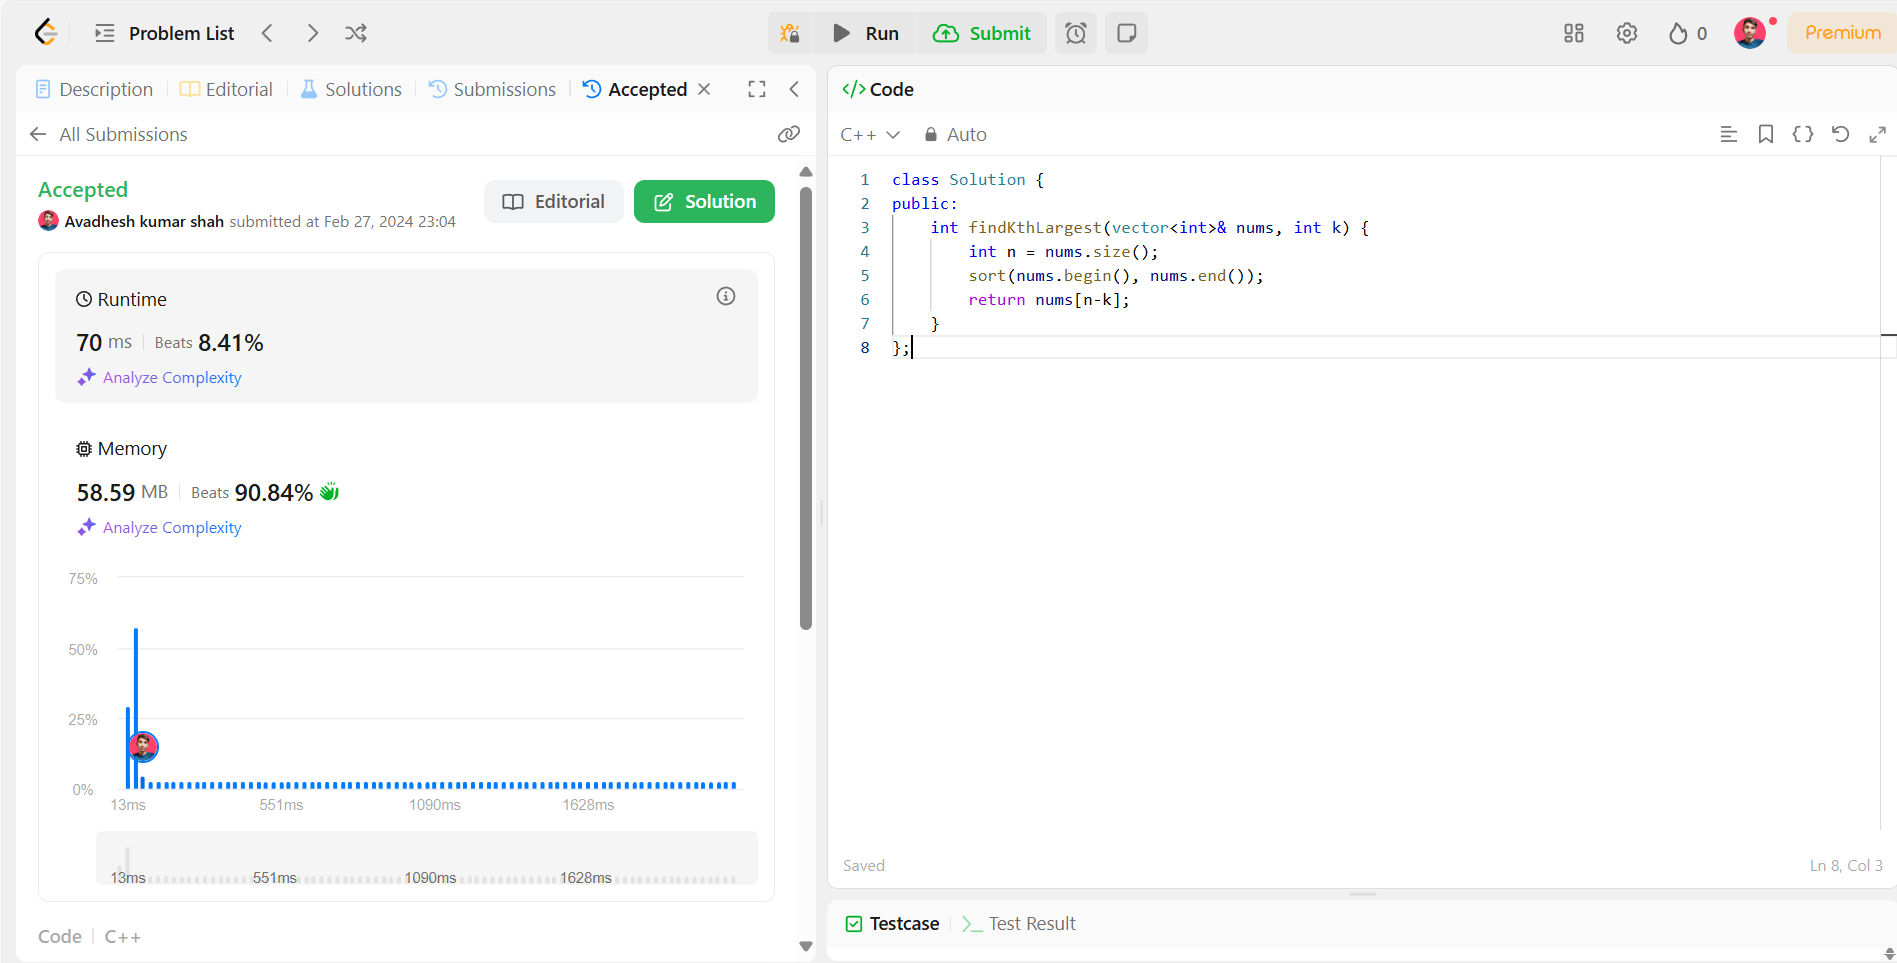 Problem List
Run
Submit
0
Premium
Description
Editorial
Solutions
Submissions
Accepted
All Submissions
Accepted
Avadhesh kumar shah submitted at Feb 27, 2024 23:04
Editorial
Solution
Runtime
70 ms Beats 8.41%
Analyze Complexity
Memory
58.59 MB Beats 90.84%
Analyze Complexity
75%
50%
25%
0%
13ms 551ms 1090ms 1628ms
13ms 551ms 1090ms 1628ms
Code C++
</> Code
C++ Auto
1 class Solution {
2 public:
3 int findKthLargest(vector<int>& nums, int k) {
4 int n = nums.size();
5 sort(nums.begin(), nums.end());
6 return nums[n-k];
7 }
8 };
Saved
Ln 8, Col 3
Testcase
Test Result